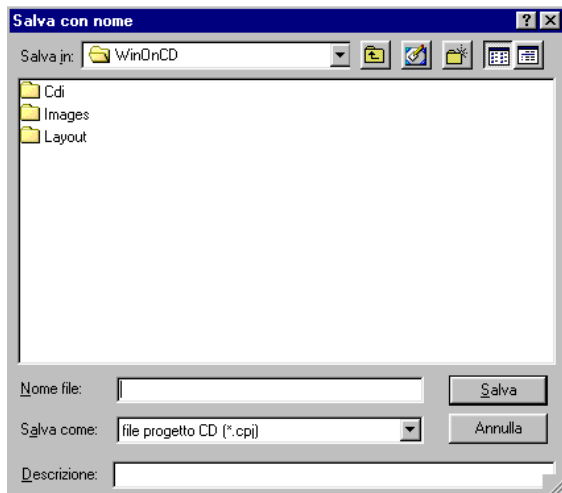 Salva con nome
Salva in: WinOnCD
Cdi
Images
Layout
Nome file: Salva
Salva come: file progetto CD (*.cpj) Annulla
Descrizione: